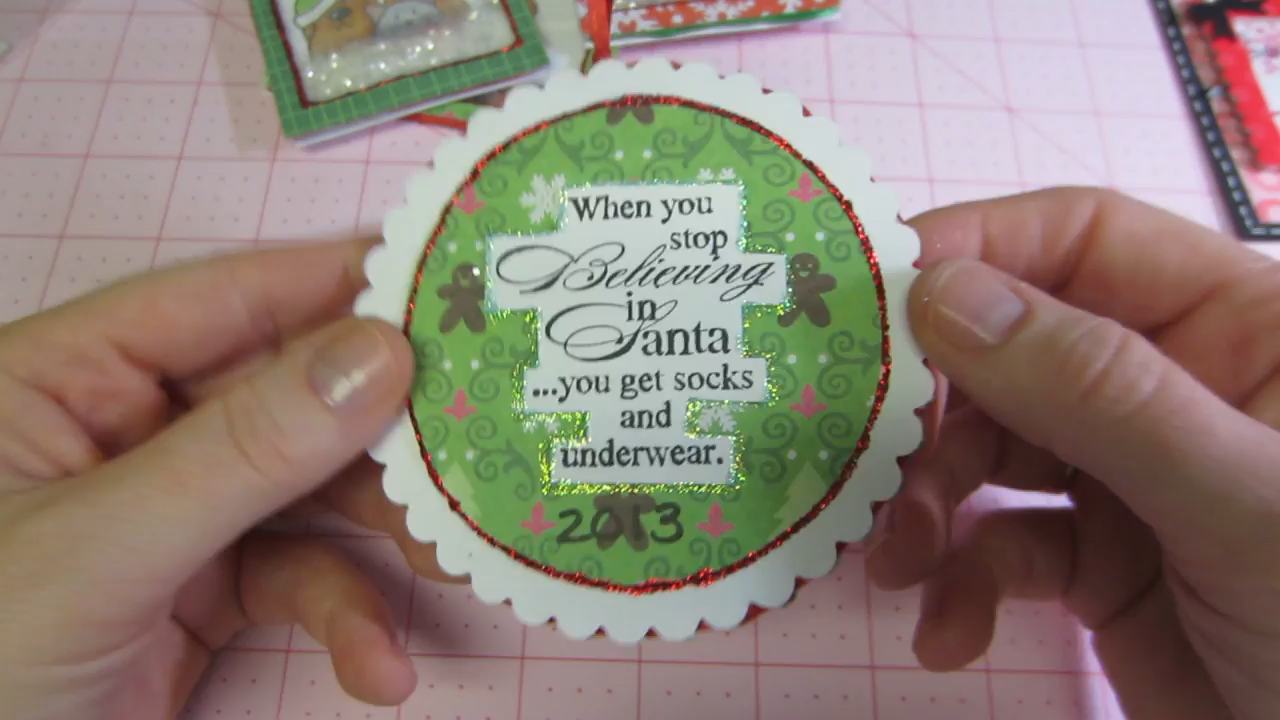 When you
stop
Believing
in
Santa
...you get socks
and
underwear.
2013